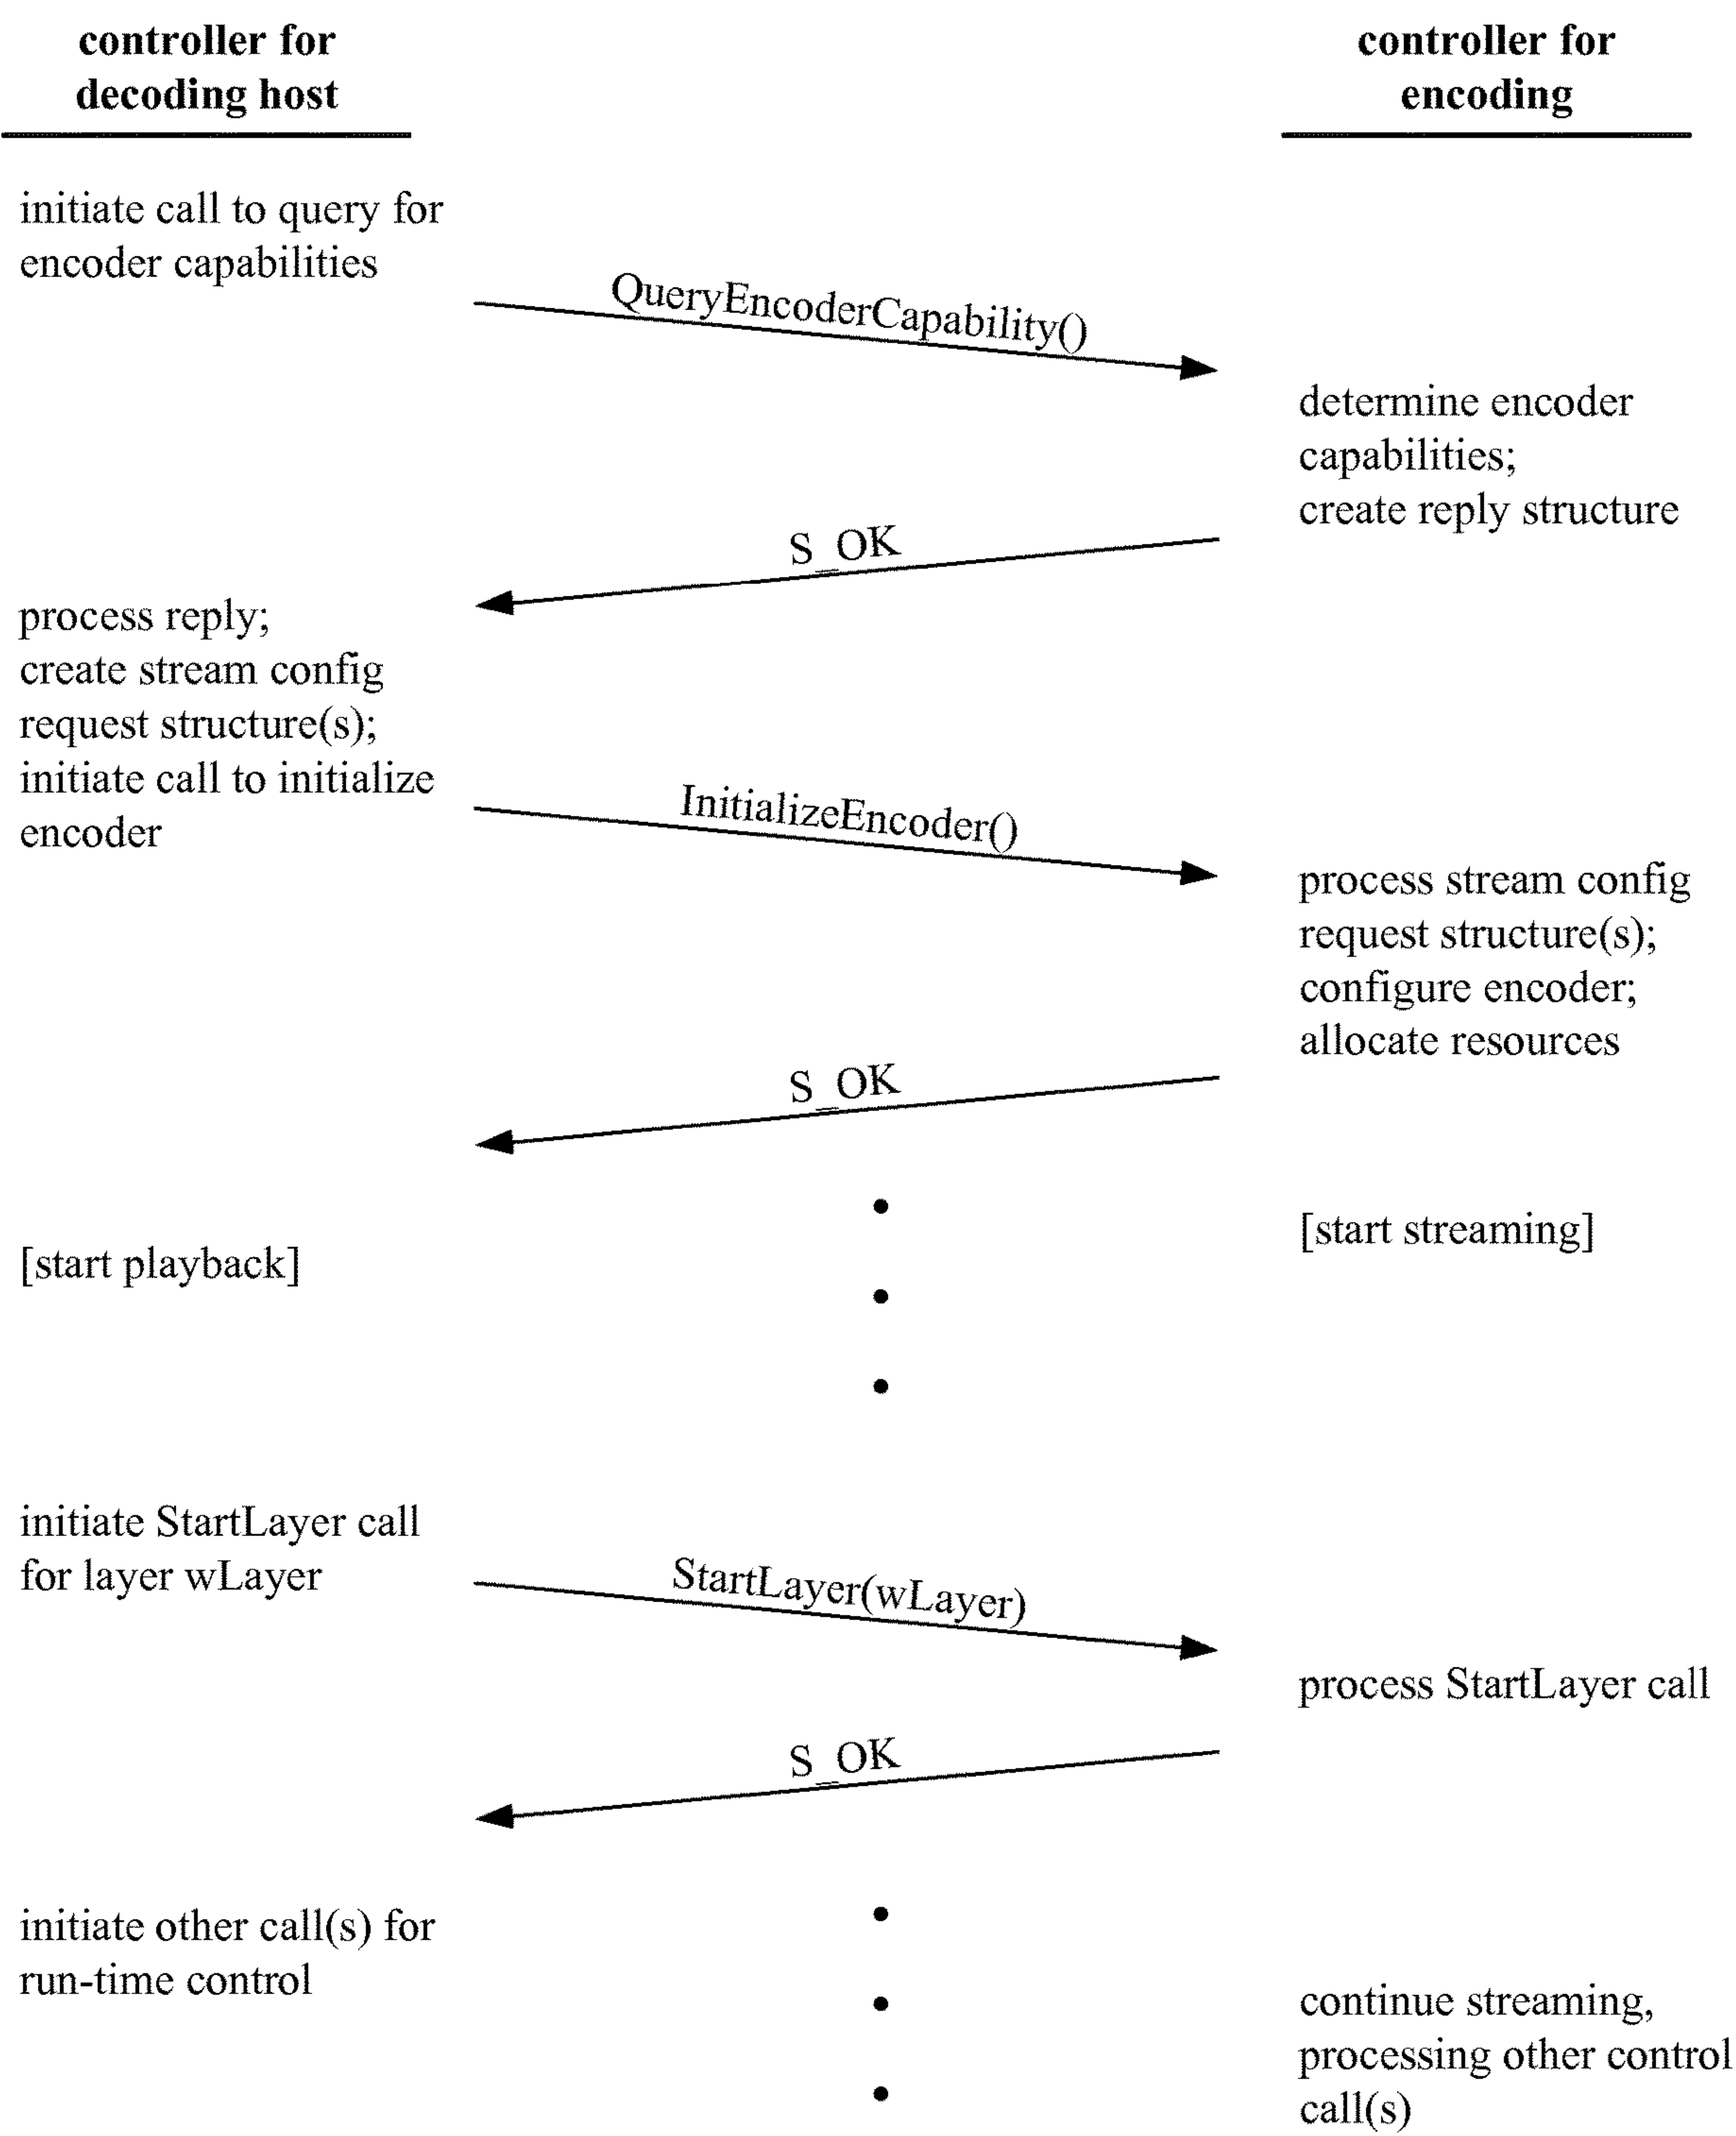 controller for
decoding host
controller for
encoding
initiate call to query for
encoder capabilities
QueryEncoderCapability()
determine encoder
capabilities;
create reply structure
S_OK
process reply;
create stream config
request structure(s);
initiate call to initialize
encoder
InitializeEncoder()
process stream config
request structure(s);
configure encoder;
allocate resources
S_OK
[start streaming]
[start playback]
initiate StartLayer call
for layer wLayer
StartLayer(wLayer)
process StartLayer call
S_OK
initiate other call(s) for
run-time control
continue streaming,
processing other control
call(s)